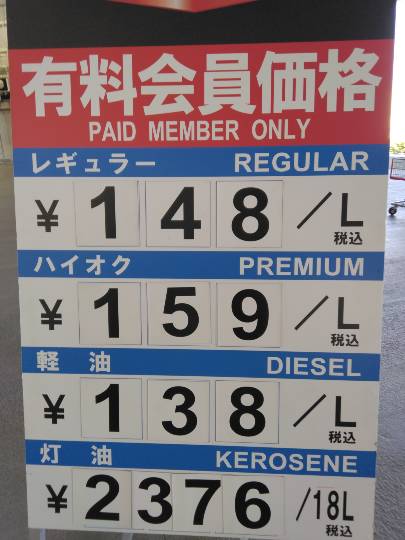 有料会員価格
PAID MEMBER ONLY
レギュラー REGULAR
¥148/L
税込
ハイオク PREMIUM
¥159/L
税込
軽油 DIESEL
¥138/L
税込
灯油 KEROSENE
¥2376/18L
税込